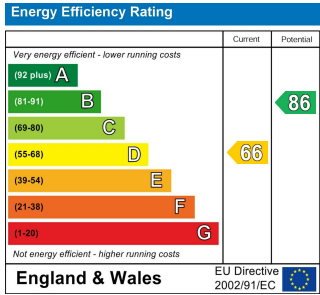 Energy Efficiency Rating
Current Potential
Very energy efficient - lower running costs
(92 plus) A
(81-91) B
86
(69-80) C
(55-68) D
66
(39-54) E
(21-38) F
(1-20) G
Not energy efficient - higher running costs
England & Wales
EU Directive
2002/91/EC